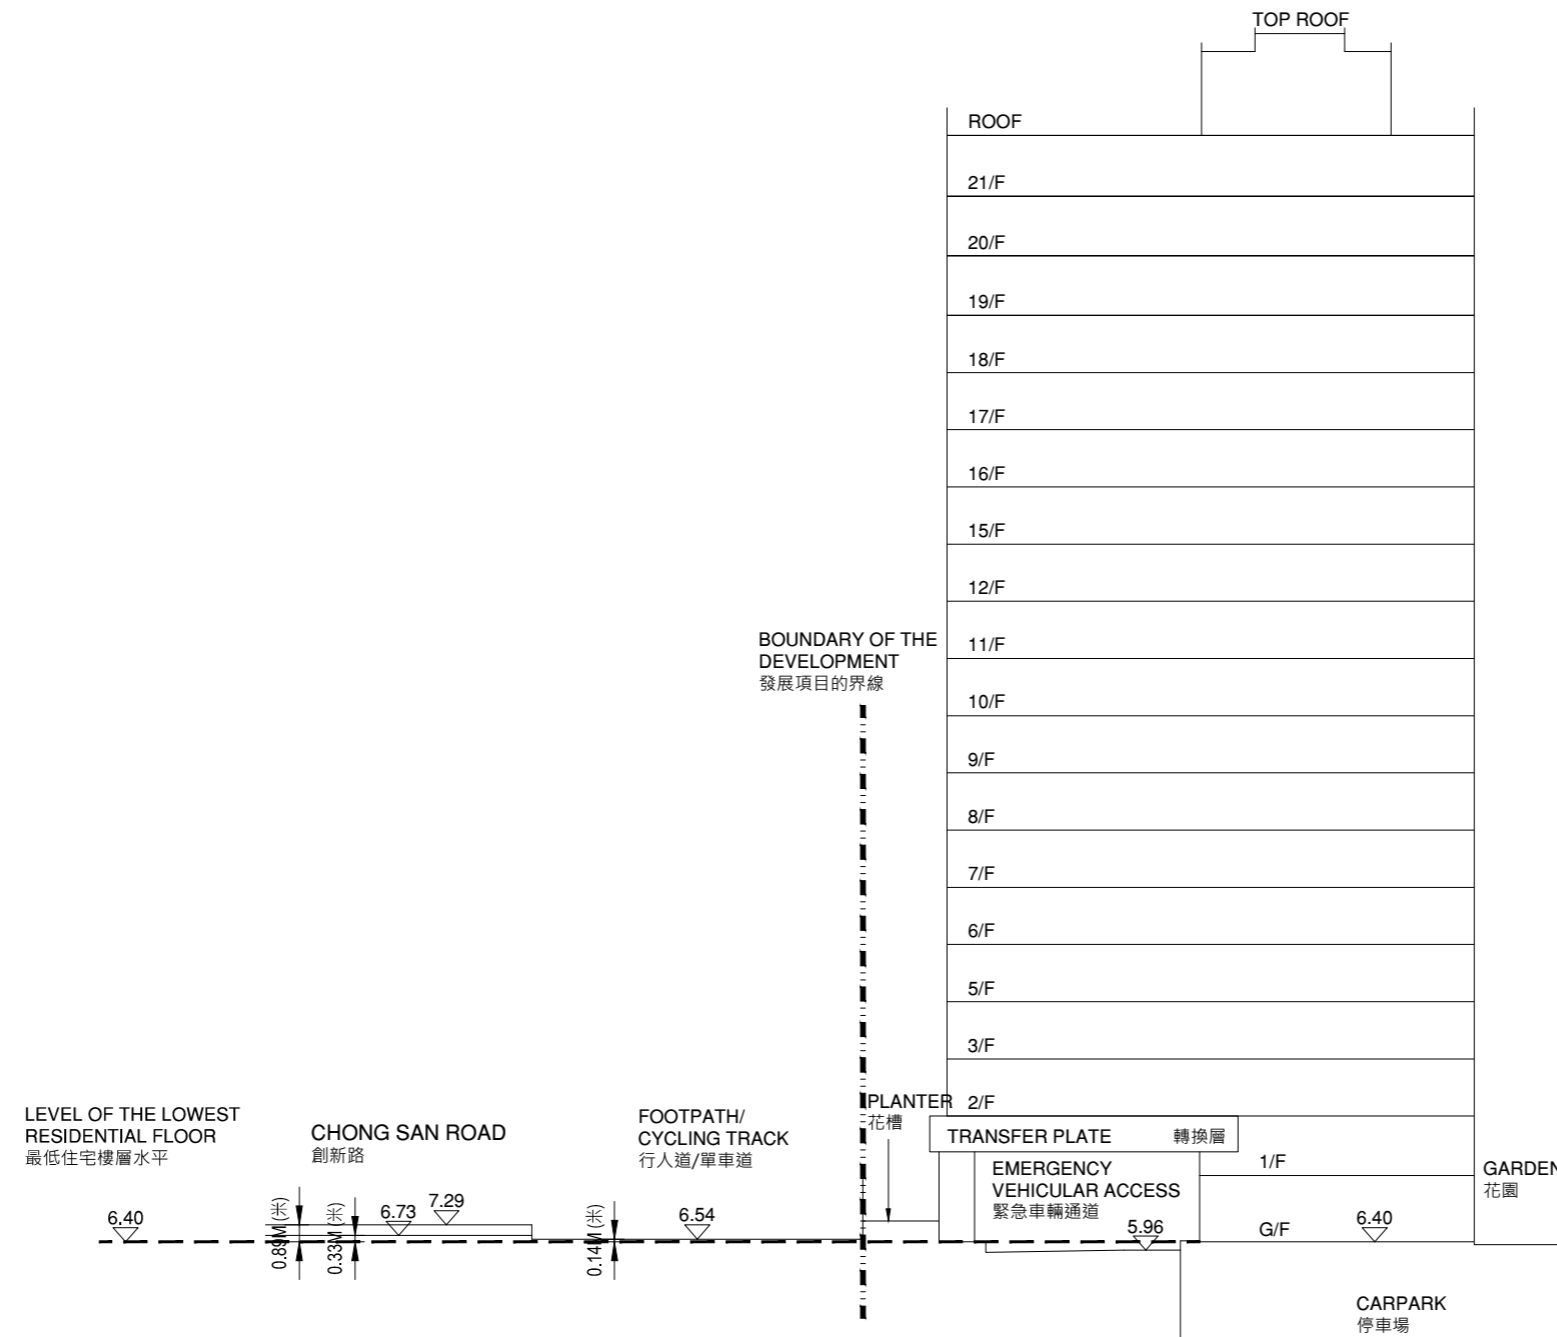 TOP ROOF
ROOF
21/F
20/F
19/F
18/F
17/F
16/F
15/F
12/F
11/F
10/F
9/F
8/F
7/F
6/F
5/F
3/F
2/F
BOUNDARY OF THE
DEVELOPMENT
發展項目的界線
LEVEL OF THE LOWEST
RESIDENTIAL FLOOR
最低住宅樓層水平
6.40
CHONG SAN ROAD
創新路
0.89M (米)
0.33M (米)
6.73
7.29
FOOTPATH/
CYCLING TRACK
行人道/單車道
0.14M (米)
6.54
PLANTER
花槽
TRANSFER PLATE 轉換層
EMERGENCY
VEHICULAR ACCESS
緊急車輛通道
5.96
1/F
G/F
6.40
GARDEN
花園
CARPARK
停車場